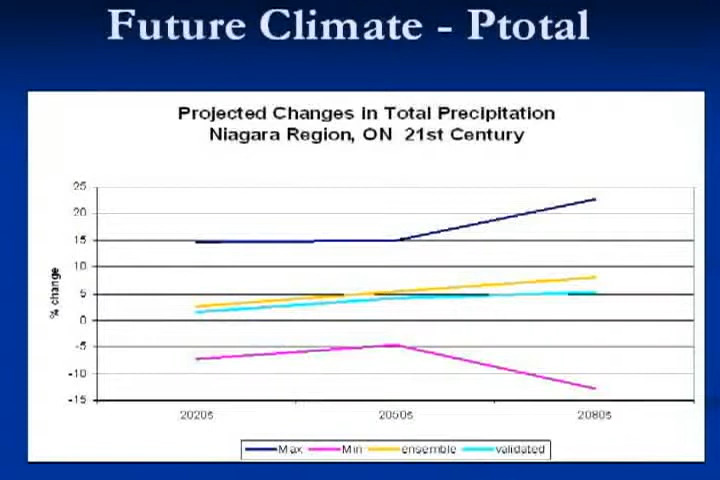 Future Climate - Ptotal
Projected Changes in Total Precipitation
Niagara Region, ON 21st Century
25
20
15
10
5
0
-5
-10
-15
% change
2020s
2050s
2080s
Max
Min
ensemble
validated